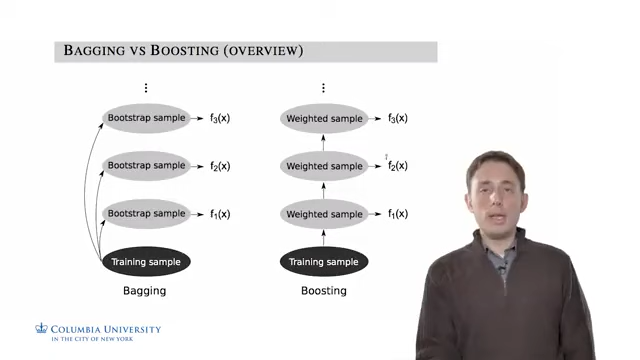 BAGGING VS BOOSTING (OVERVIEW)
⋮
⋮
Bootstrap sample
f₃(x)
Weighted sample
f₃(x)
Bootstrap sample
f₂(x)
Weighted sample
f₂(x)
Bootstrap sample
f₁(x)
Weighted sample
f₁(x)
Training sample
Training sample
Bagging
Boosting
COLUMBIA UNIVERSITY
IN THE CITY OF NEW YORK